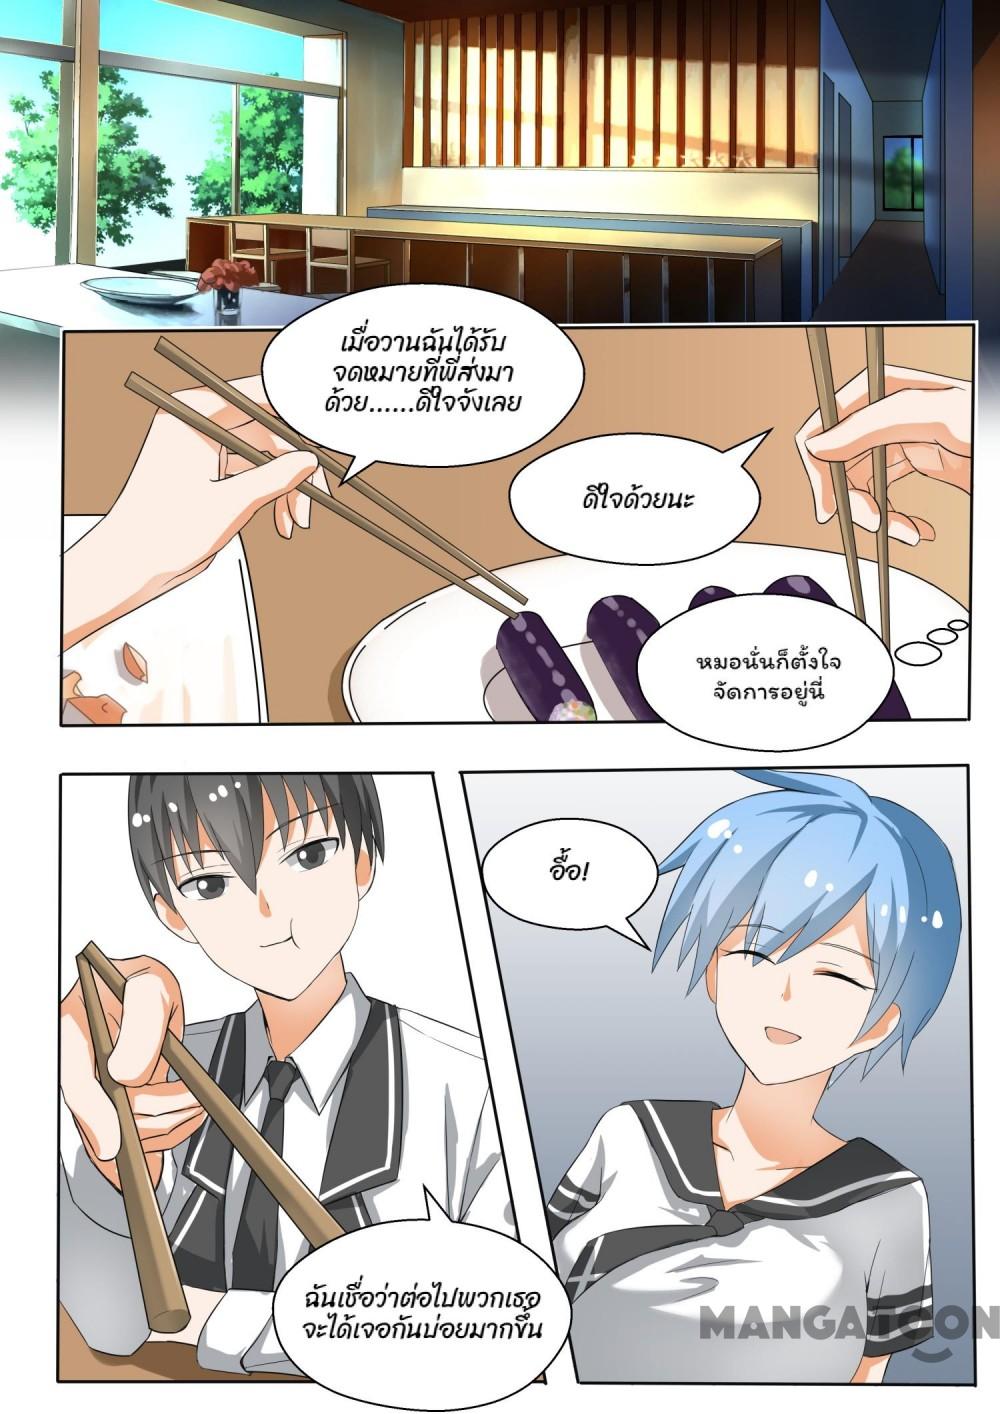 เมื่อวานฉันได้รับ
จดหมายที่พี่ส่งมา
ด้วย......ดีใจจังเลย
ดีใจด้วยนะ
หมอนั่นก็ตั้งใจ
จัดการอยู่นี่
อื้อ!
ฉันเชื่อว่าต่อไปพวกเธอ
จะได้เจอกันบ่อยมากขึ้น
MANGATOON